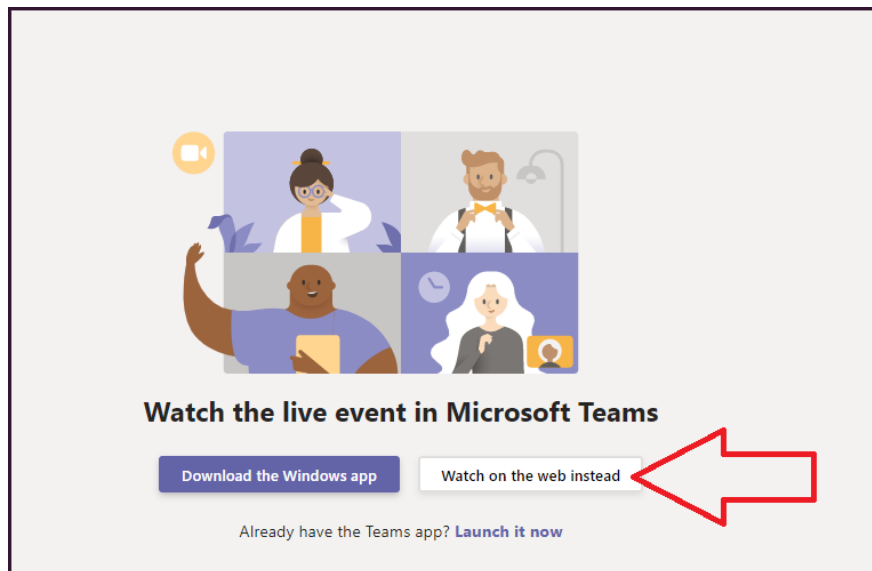 Watch the live event in Microsoft Teams
Download the Windows app
Watch on the web instead
Already have the Teams app? Launch it now